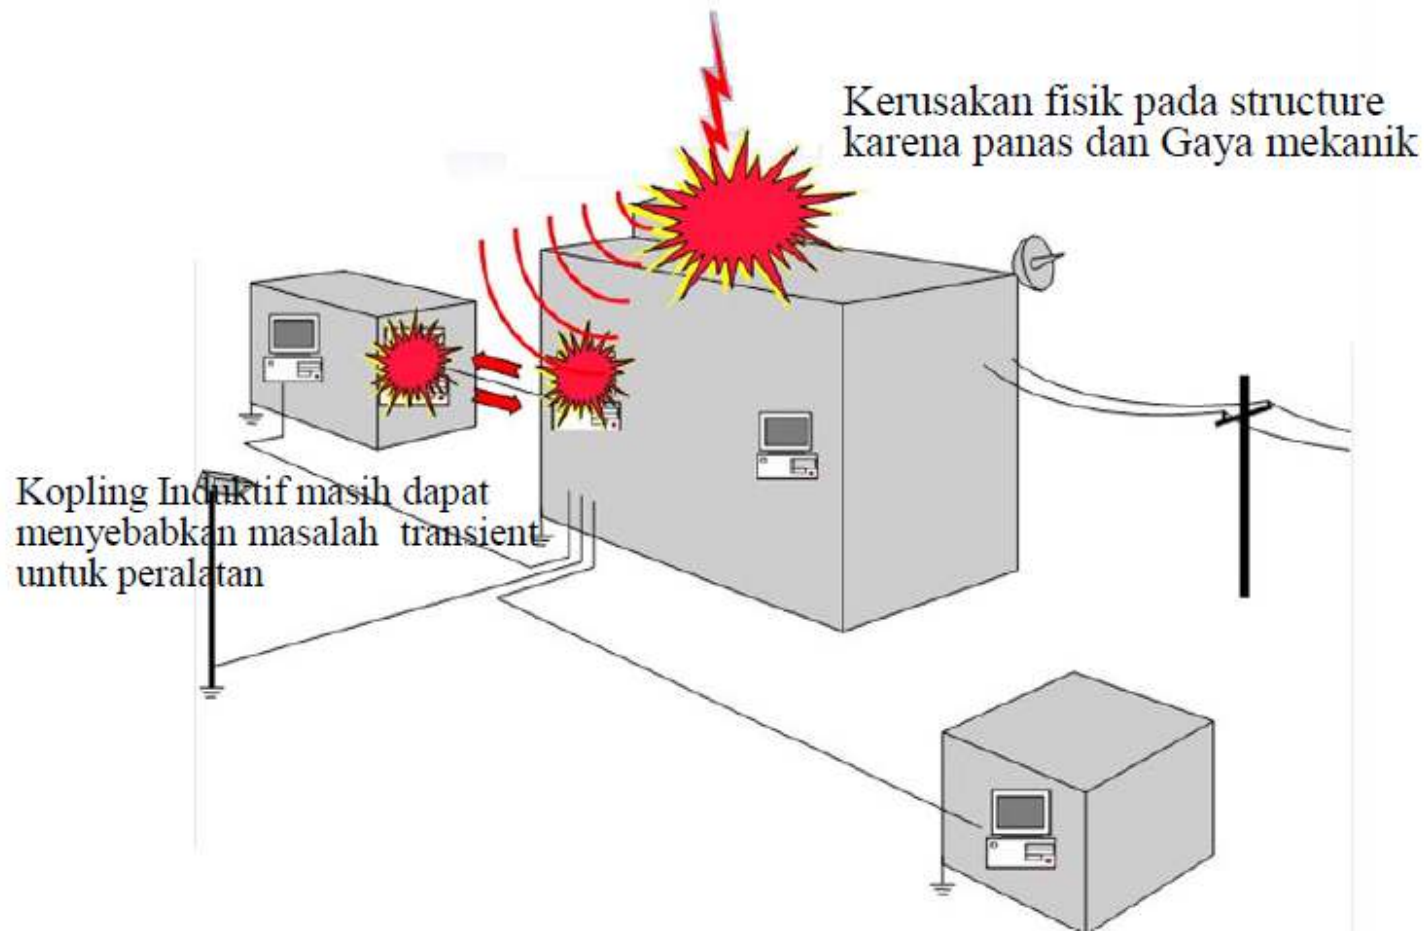 Kerusakan fisik pada structure
karena panas dan Gaya mekanik
Kopling Induktif masih dapat
menyebabkan masalah transient
untuk peralatan